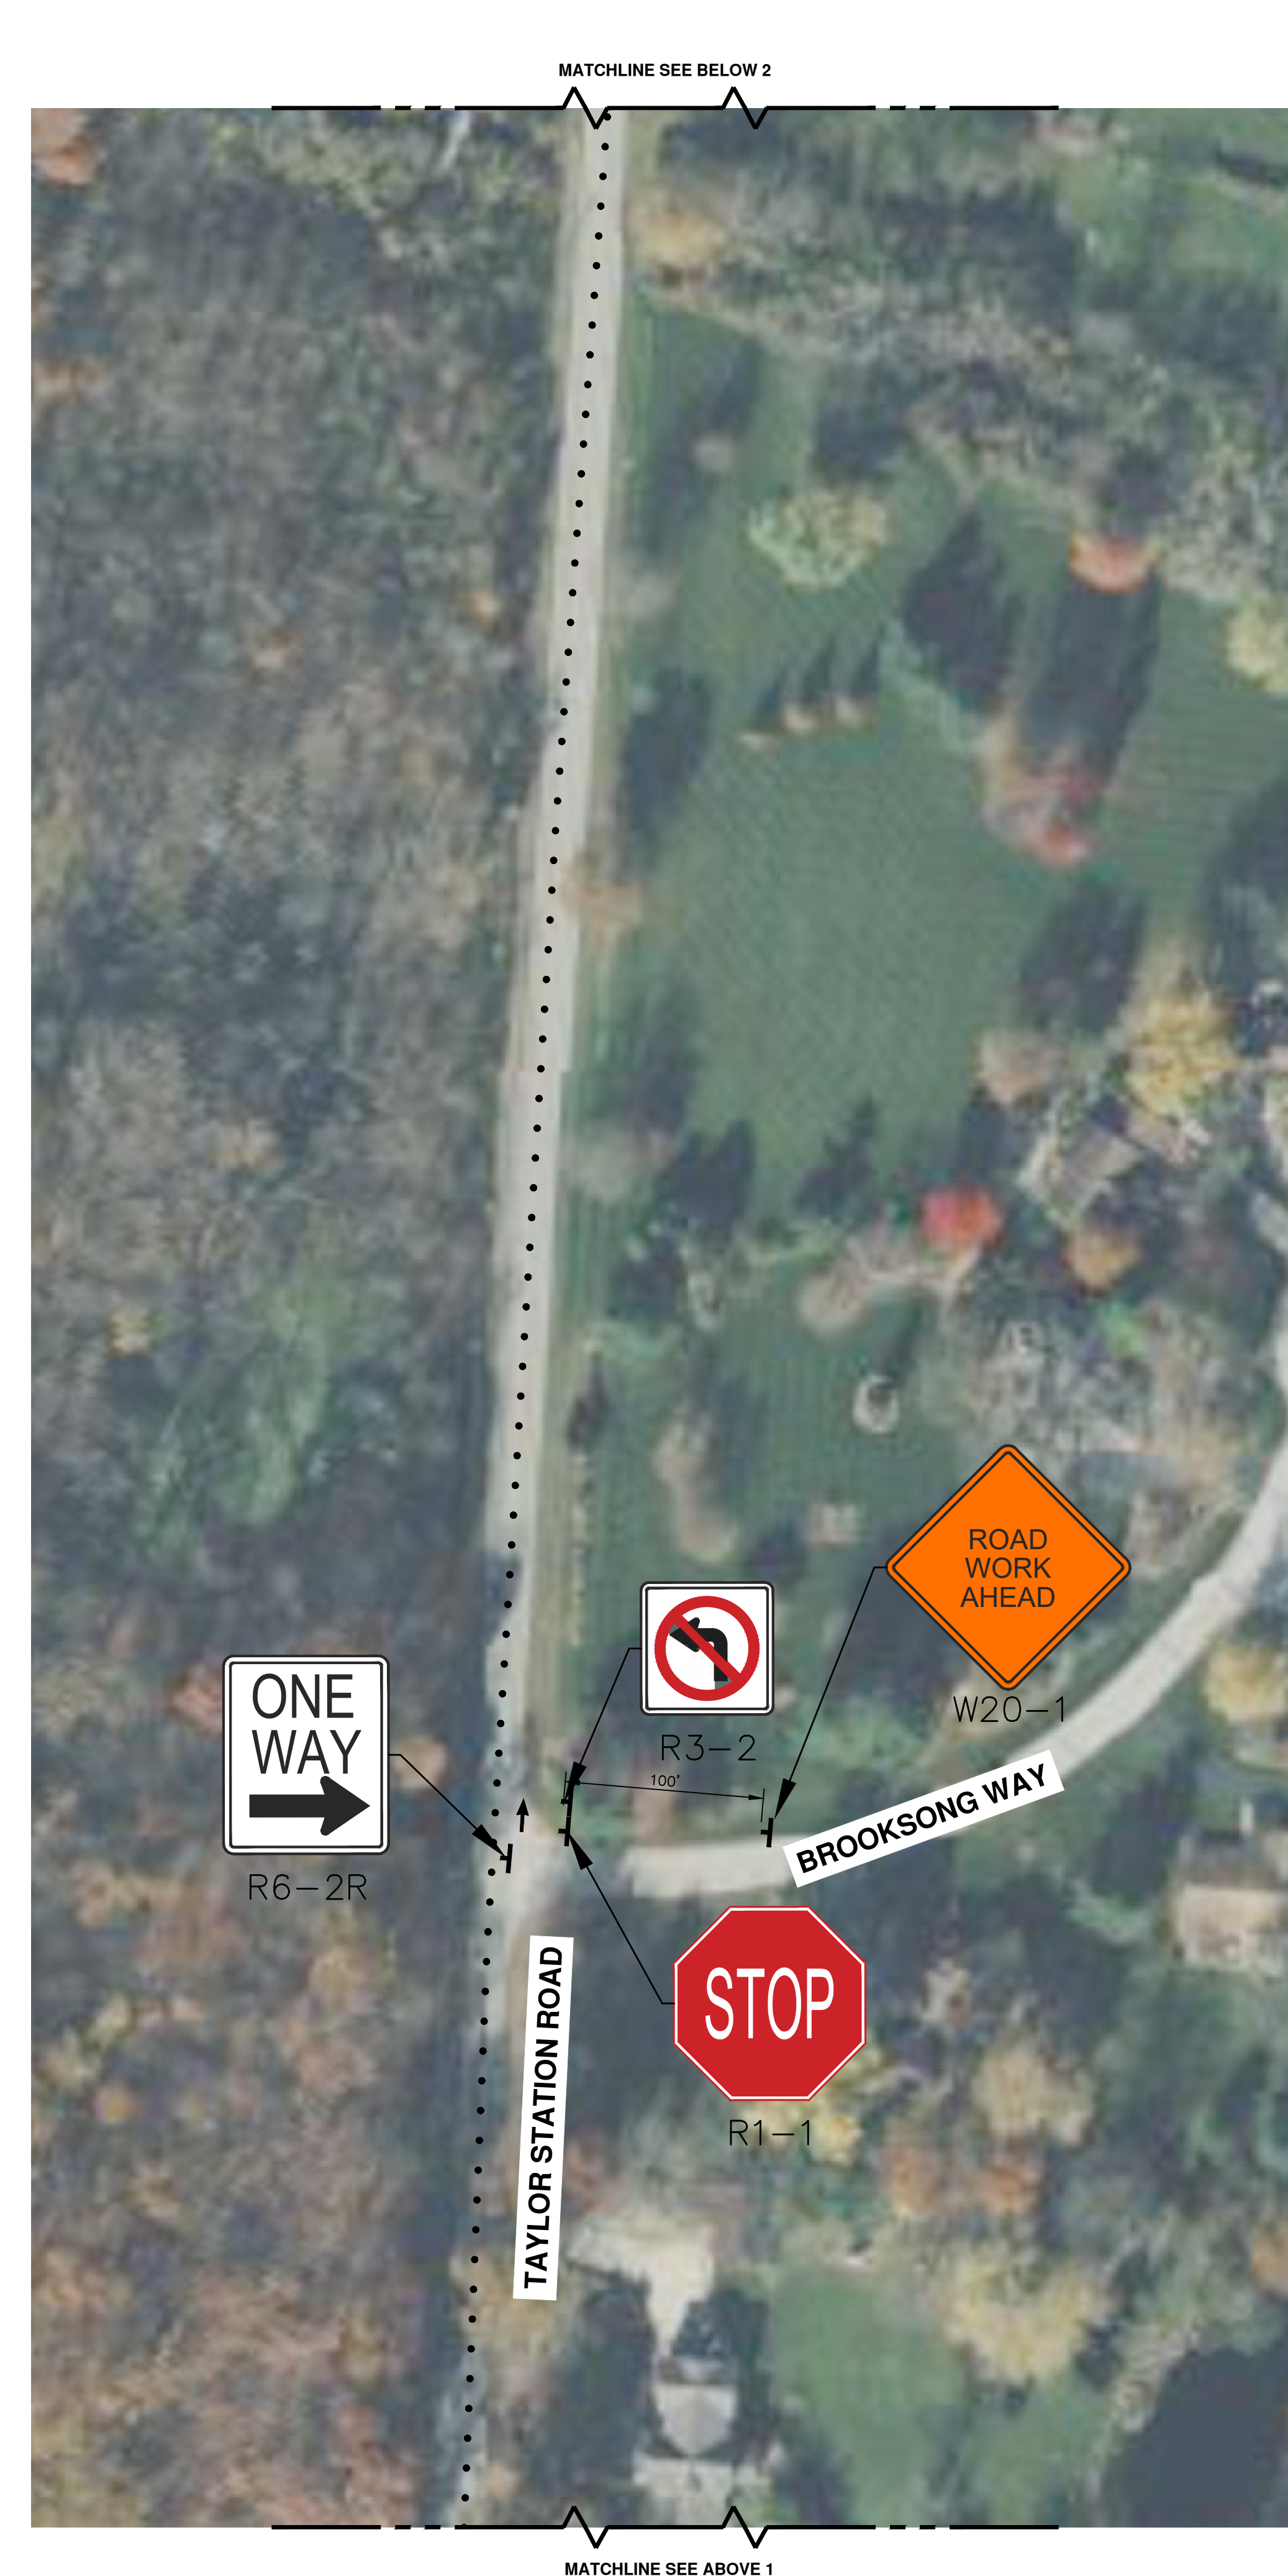 MATCHLINE SEE BELOW 2
ROAD
WORK
AHEAD
W20-1
R3-2
100'
ONE
WAY
R6-2R
BROOKSONG WAY
TAYLOR STATION ROAD
STOP
R1-1
MATCHLINE SEE ABOVE 1